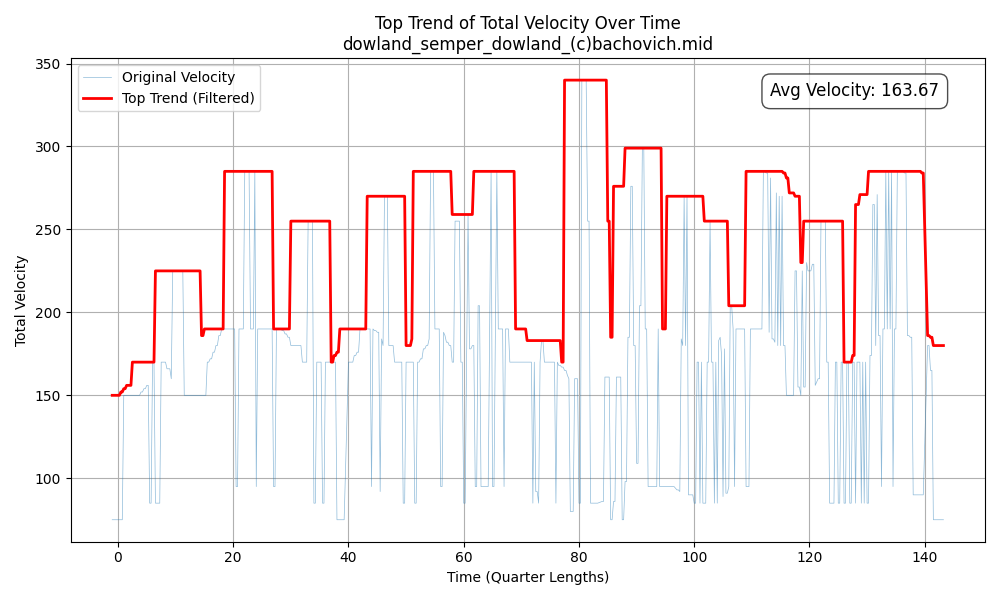 Top Trend of Total Velocity Over Time
dowland_semper_dowland_(c)bachovich.mid
Original Velocity
Top Trend (Filtered)
Avg Velocity: 163.67
Total Velocity
350
300
250
200
150
100
0 20 40 60 80 100 120 140
Time (Quarter Lengths)